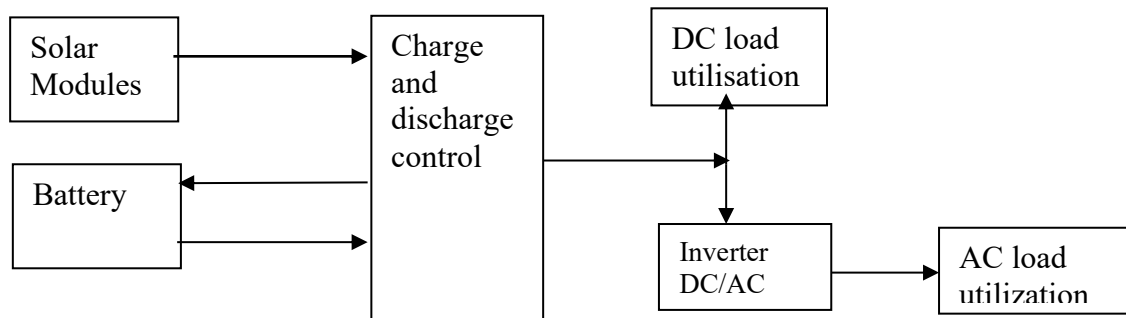 Solar
Modules
Charge
and
discharge
control
DC load
utilisation
Battery
Inverter
DC/AC
AC load
utilization